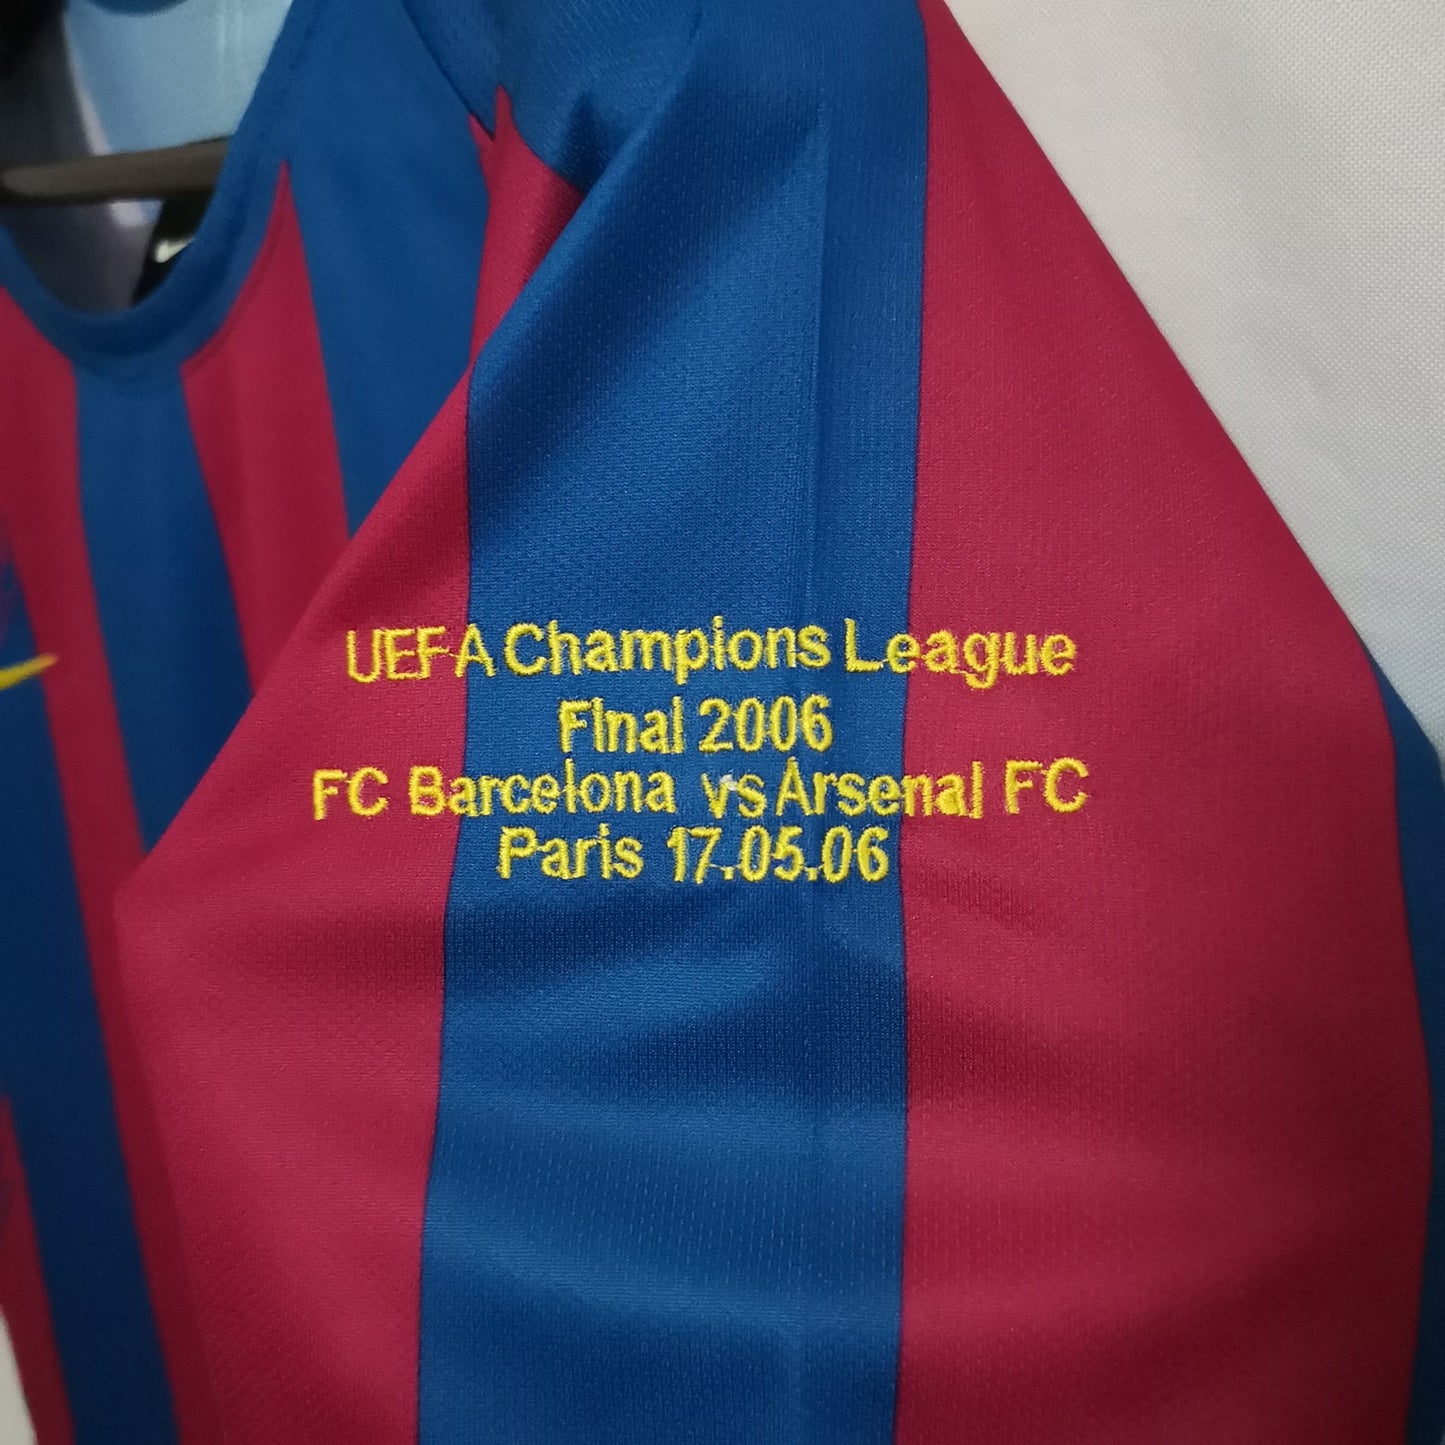 UEFA Champions League
Final 2006
FC Barcelona vs Arsenal FC
Paris 17.05.06